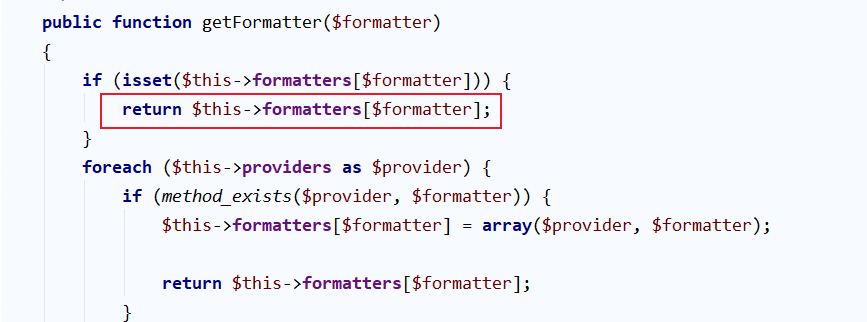 public function getFormatter($formatter)
{
if (isset($this->formatters[$formatter])) {
return $this->formatters[$formatter];
}
foreach ($this->providers as $provider) {
if (method_exists($provider, $formatter)) {
$this->formatters[$formatter] = array($provider, $formatter);
return $this->formatters[$formatter];
}